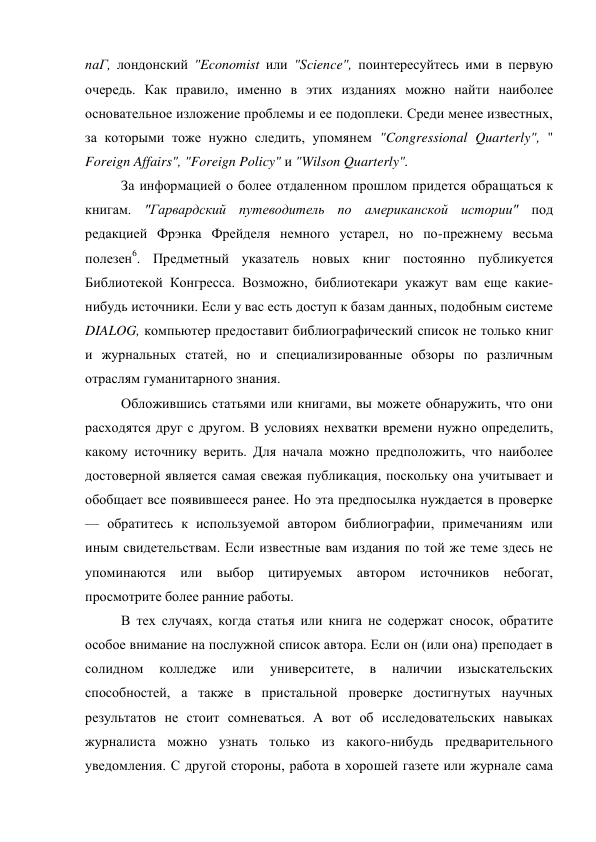 паГ, лондонский "Economist или "Science", поинтересуйтесь ими в первую
очередь. Как правило, именно в этих изданиях можно найти наиболее
основательное изложение проблемы и ее подоплеки. Среди менее известных,
за которыми тоже нужно следить, упомянем "Congressional Quarterly", "
Foreign Affairs", "Foreign Policy" и "Wilson Quarterly".
За информацией о более отдаленном прошлом придется обращаться к
книгам. "Гарвардский путеводитель по американской истории" под
редакцией Фрэнка Фрейделя немного устарел, но по-прежнему весьма
полезен6. Предметный указатель новых книг постоянно публикуется
Библиотекой Конгресса. Возможно, библиотекари укажут вам еще какие-
нибудь источники. Если у вас есть доступ к базам данных, подобным системе
DIALOG, компьютер предоставит библиографический список не только книг
и журнальных статей, но и специализированные обзоры по различным
отраслям гуманитарного знания.
Обложившись статьями или книгами, вы можете обнаружить, что они
расходятся друг с другом. В условиях нехватки времени нужно определить,
какому источнику верить. Для начала можно предположить, что наиболее
достоверной является самая свежая публикация, поскольку она учитывает и
обобщает все появившееся ранее. Но эта предпосылка нуждается в проверке
— обратитесь к используемой автором библиографии, примечаниям или
иным свидетельствам. Если известные вам издания по той же теме здесь не
упоминаются или выбор цитируемых автором источников небогат,
просмотрите более ранние работы.
В тех случаях, когда статья или книга не содержат сносок, обратите
особое внимание на послужной список автора. Если он (или она) преподает в
солидном колледже или университете, в наличии изыскательских
способностей, а также в пристальной проверке достигнутых научных
результатов не стоит сомневаться. А вот об исследовательских навыках
журналиста можно узнать только из какого-нибудь предварительного
уведомления. С другой стороны, работа в хорошей газете или журнале сама